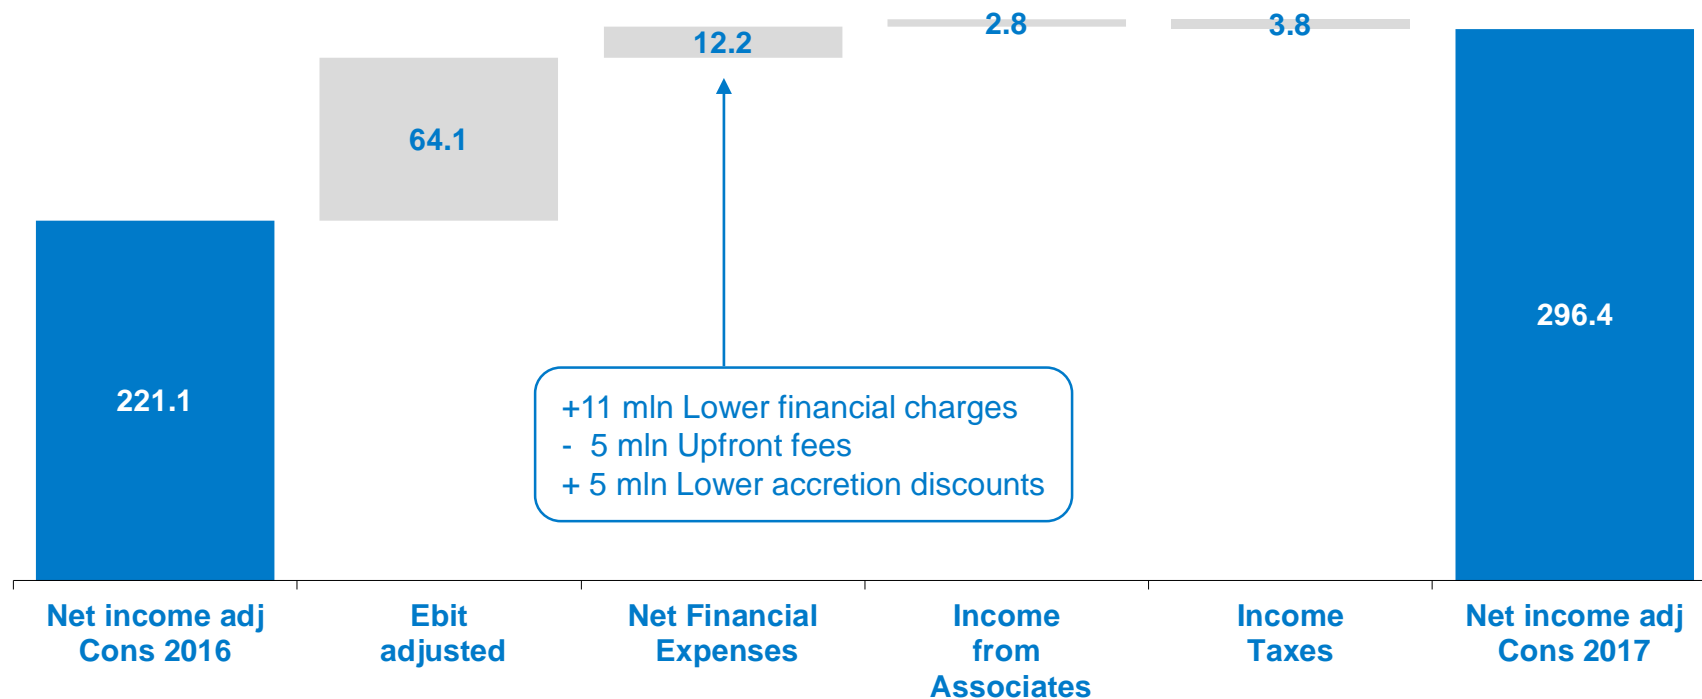 2.8
3.8
12.2
64.1
296.4
221.1
+11 mln Lower financial charges
- 5 mln Upfront fees
+ 5 mln Lower accretion discounts
Net income adj
Cons 2016
Ebit
adjusted
Net Financial
Expenses
Income
from
Associates
Income
Taxes
Net income adj
Cons 2017